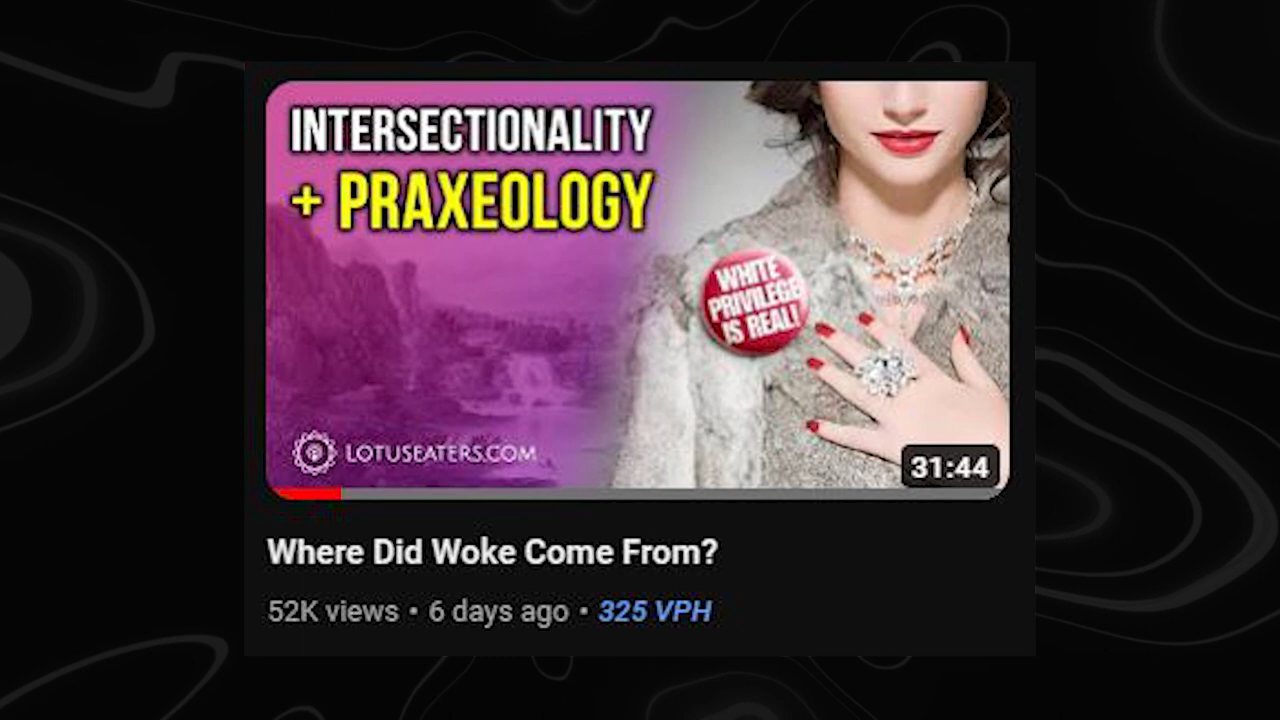 INTERSECTIONALITY
+ PRAXEOLOGY
WHITE
PRIVILEGE
IS REAL!
LOTUSEATERS.COM
31:44
Where Did Woke Come From?
52K views • 6 days ago • 325 VPH